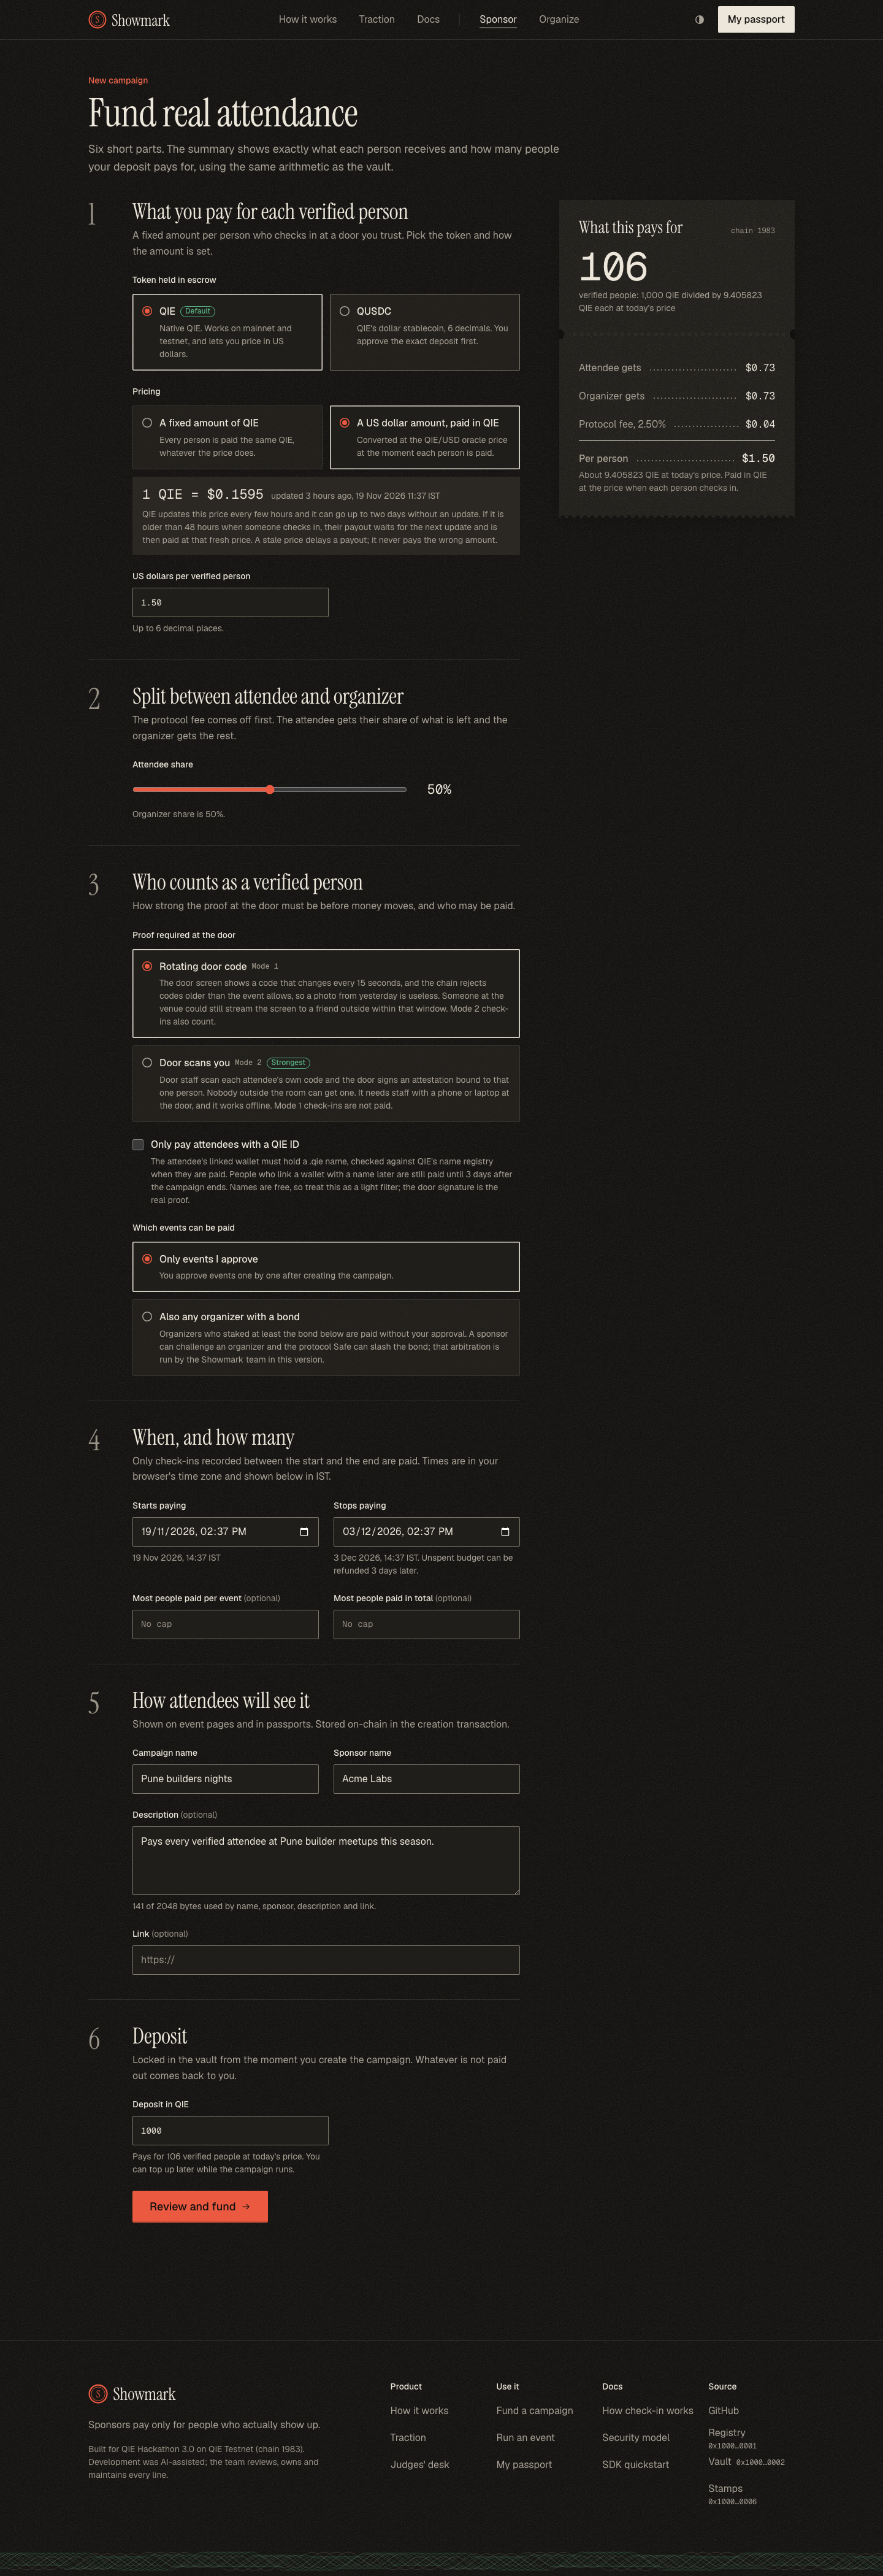 Showmark
How it works
Traction
Docs
Sponsor
Organize
My passport
New campaign
Fund real attendance
Six short parts. The summary shows exactly what each person receives and how many people
your deposit pays for, using the same arithmetic as the vault.
1
What you pay for each verified person
A fixed amount per person who checks in at a door you trust. Pick the token and how
the amount is set.
Token held in escrow
QIE Default
Native QIE. Works on mainnet and
testnet, and lets you price in US
dollars.
QUSDC
QIE's dollar stablecoin, 6 decimals. You
approve the exact deposit first.
Pricing
A fixed amount of QIE
Every person is paid the same QIE,
whatever the price does.
A US dollar amount, paid in QIE
Converted at the QIE/USD oracle price
at the moment each person is paid.
1 QIE = $0.1595 updated 3 hours ago, 19 Nov 2026 11:37 IST
QIE updates this price every few hours and it can go up to two days without an update. If it is
older than 48 hours when someone checks in, their payout waits for the next update and is
then paid at that fresh price. A stale price delays a payout; it never pays the wrong amount.
US dollars per verified person
1.50
Up to 6 decimal places.
What this pays for
chain 1983
106
verified people: 1,000 QIE divided by 9.405823
QIE each at today's price
Attendee gets $0.73
Organizer gets $0.73
Protocol fee, 2.50% $0.04
Per person $1.50
About 9.405823 QIE at today's price. Paid in QIE
at the price when each person checks in.
2
Split between attendee and organizer
The protocol fee comes off first. The attendee gets their share of what is left and the
organizer gets the rest.
Attendee share
50%
Organizer share is 50%.
3
Who counts as a verified person
How strong the proof at the door must be before money moves, and who may be paid.
Proof required at the door
Rotating door code Mode 1
The door screen shows a code that changes every 15 seconds, and the chain rejects
codes older than the event allows, so a photo from yesterday is useless. Someone at the
venue could still stream the screen to a friend outside within that window. Mode 2 check-
ins also count.
Door scans you Mode 2 Strongest
Door staff scan each attendee's own code and the door signs an attestation bound to that
one person. Nobody outside the room can get one. It needs staff with a phone or laptop at
the door, and it works offline. Mode 1 check-ins are not paid.
Only pay attendees with a QIE ID
The attendee's linked wallet must hold a .qie name, checked against QIE's name registry
when they are paid. People who link a wallet with a name later are still paid until 3 days after
the campaign ends. Names are free, so treat this as a light filter; the door signature is the
real proof.
Which events can be paid
Only events I approve
You approve events one by one after creating the campaign.
Also any organizer with a bond
Organizers who staked at least the bond below are paid without your approval. A sponsor
can challenge an organizer and the protocol Safe can slash the bond; that arbitration is
run by the Showmark team in this version.
4
When, and how many
Only check-ins recorded between the start and the end are paid. Times are in your
browser's time zone and shown below in IST.
Starts paying
19/11/2026, 02:37 PM
19 Nov 2026, 14:37 IST
Stops paying
03/12/2026, 02:37 PM
3 Dec 2026, 14:37 IST. Unspent budget can be
refunded 3 days later.
Most people paid per event (optional)
No cap
Most people paid in total (optional)
No cap
5
How attendees will see it
Shown on event pages and in passports. Stored on-chain in the creation transaction.
Campaign name
Pune builders nights
Sponsor name
Acme Labs
Description (optional)
Pays every verified attendee at Pune builder meetups this season.
141 of 2048 bytes used by name, sponsor, description and link.
Link (optional)
https://
6
Deposit
Locked in the vault from the moment you create the campaign. Whatever is not paid
out comes back to you.
Deposit in QIE
1000
Pays for 106 verified people at today's price. You
can top up later while the campaign runs.
Review and fund →
Showmark
Sponsors pay only for people who actually show up.
Built for QIE Hackathon 3.0 on QIE Testnet (chain 1983).
Development was AI-assisted; the team reviews, owns and
maintains every line.
Product
How it works
Traction
Judges' desk
Use it
Fund a campaign
Run an event
My passport
Docs
How check-in works
Security model
SDK quickstart
Source
GitHub
Registry
0x1000…0001
Vault 0x1000…0002
Stamps
0x1000…0006